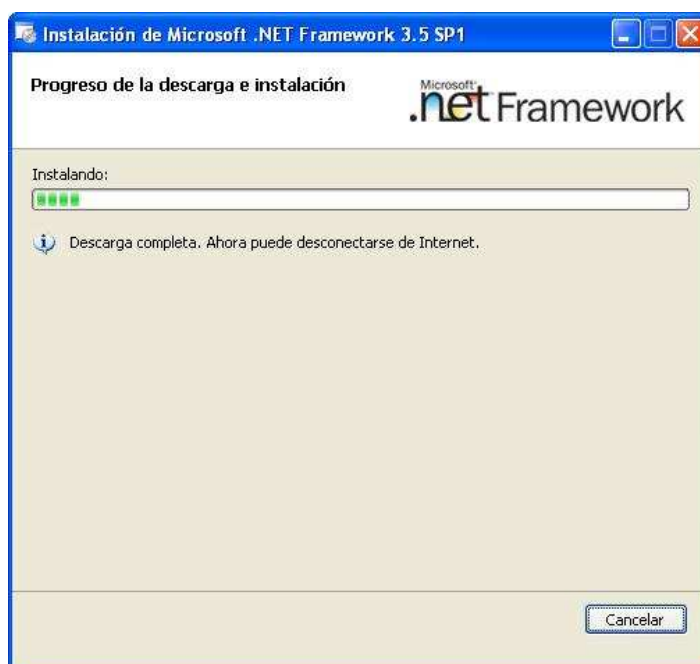 Instalación de Microsoft .NET Framework 3.5 SP1
Progreso de la descarga e instalación
Microsoft
.net Framework
Instalando:
Descarga completa. Ahora puede desconectarse de Internet.
Cancelar